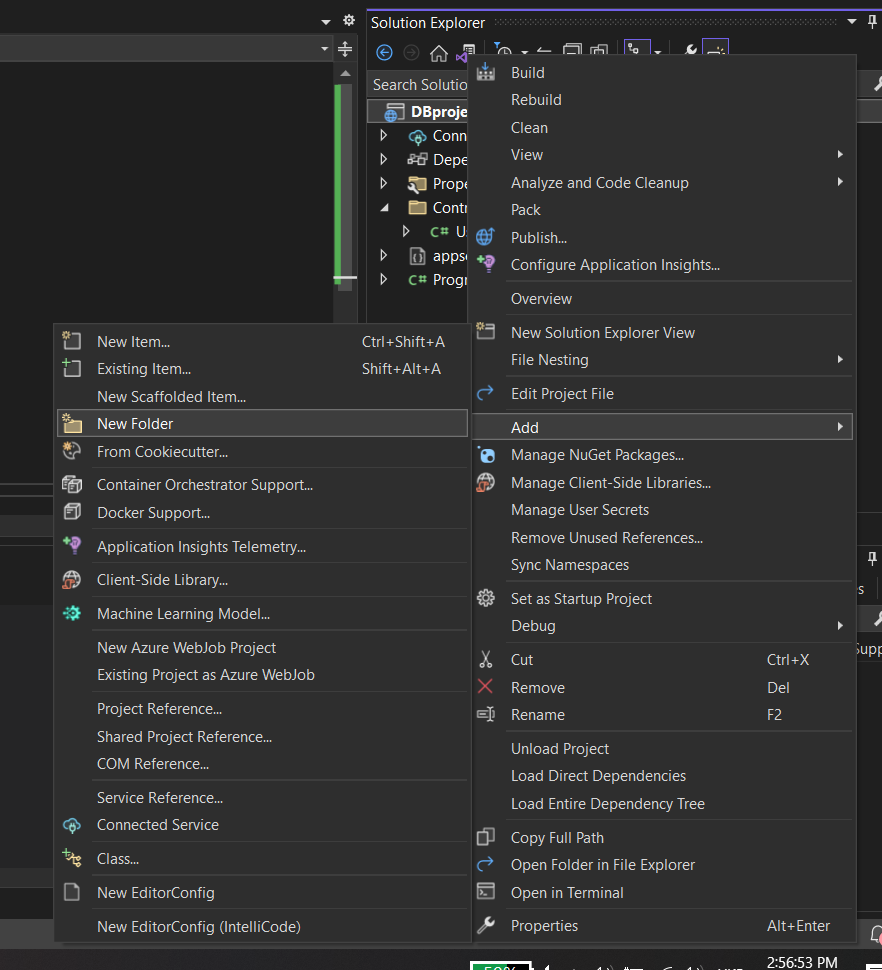 Solution Explorer
Search Solutio
DBproje
Conn
Depe
Prope
Contr
C# U
appse
C# Progr
Build
Rebuild
Clean
View
Analyze and Code Cleanup
Pack
Publish...
Configure Application Insights...
Overview
New Solution Explorer View
File Nesting
Edit Project File
Add
Manage NuGet Packages...
Manage Client-Side Libraries...
Manage User Secrets
Remove Unused References...
Sync Namespaces
Set as Startup Project
Debug
Cut Ctrl+X
Remove Del
Rename F2
Unload Project
Load Direct Dependencies
Load Entire Dependency Tree
Copy Full Path
Open Folder in File Explorer
Open in Terminal
Properties Alt+Enter
New Item... Ctrl+Shift+A
Existing Item... Shift+Alt+A
New Scaffolded Item...
New Folder
From Cookiecutter...
Container Orchestrator Support...
Docker Support...
Application Insights Telemetry...
Client-Side Library...
Machine Learning Model...
New Azure WebJob Project
Existing Project as Azure WebJob
Project Reference...
Shared Project Reference...
COM Reference...
Service Reference...
Connected Service
Class...
New EditorConfig
New EditorConfig (IntelliCode)
es
Supp
2:56:53 PM